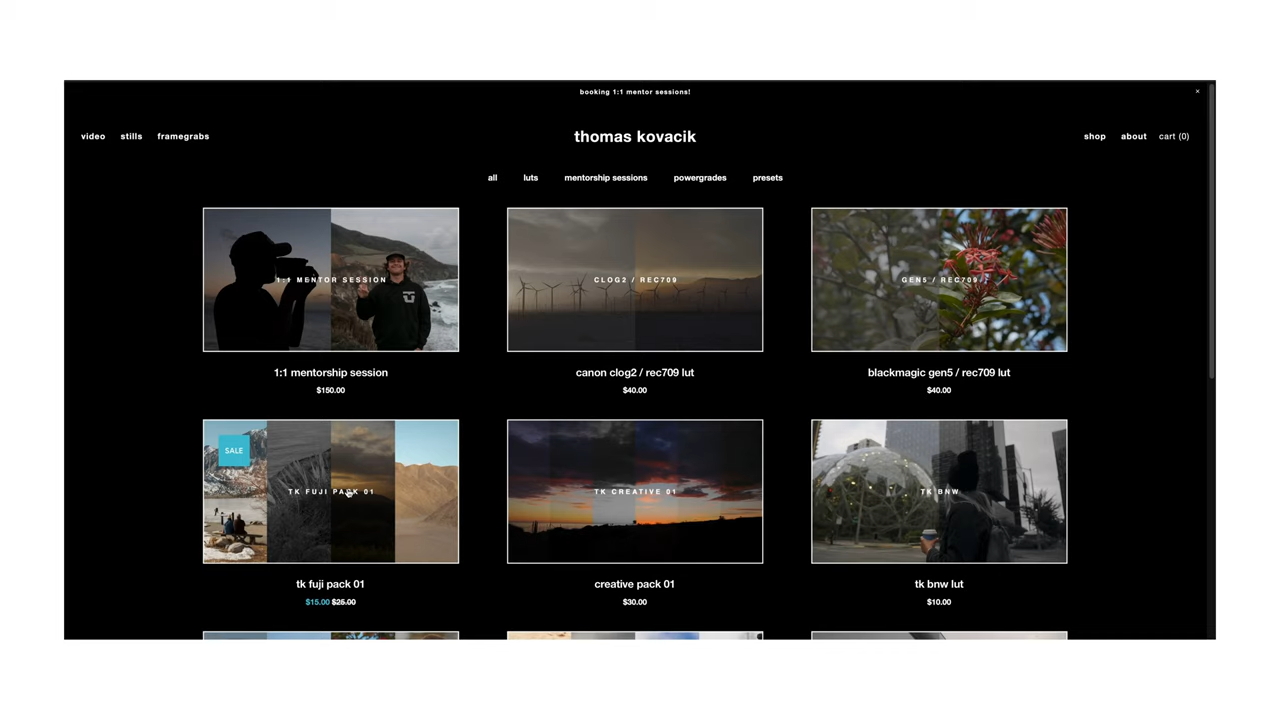 booking 1:1 mentor sessions!
×
video stills framegrabs
thomas kovacik
shop about cart (0)
all luts mentorship sessions powergrades presets
1:1 MENTOR SESSION
CLOG2 / REC709
GEN5 / REC709
1:1 mentorship session
canon clog2 / rec709 lut
blackmagic gen5 / rec709 lut
$150.00
$40.00
$40.00
SALE
TK FUJI PACK 01
TK CREATIVE 01
TK BNW
tk fuji pack 01
creative pack 01
tk bnw lut
$15.00 $25.00
$30.00
$10.00